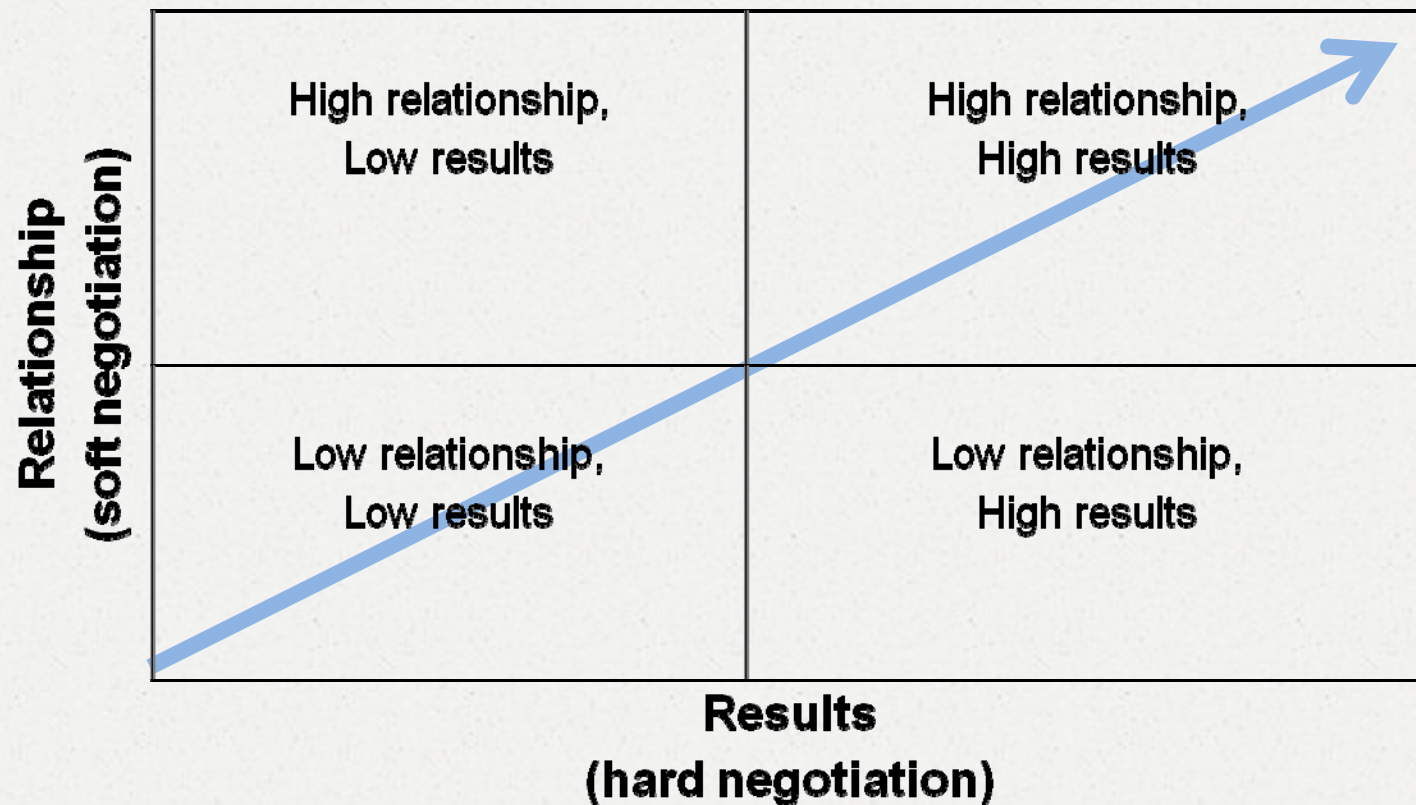 Relationship
(soft negotiation)
High relationship,
Low results
High relationship,
High results
Low relationship,
Low results
Low relationship,
High results
Results
(hard negotiation)